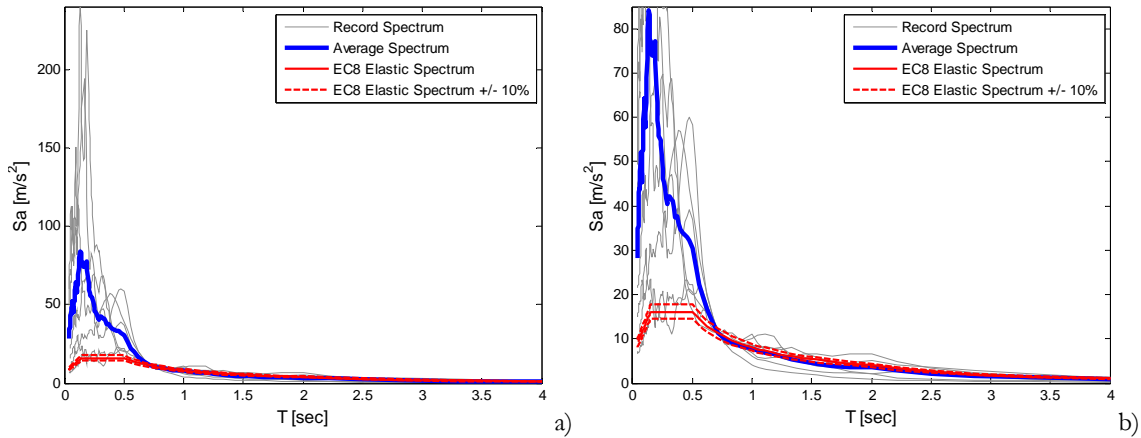 Record Spectrum
Average Spectrum
EC8 Elastic Spectrum
EC8 Elastic Spectrum +/- 10%
Sa [m/s²]
200
150
100
50
0
0 0.5 1 1.5 2 2.5 3 3.5 4
T [sec]
a)
Record Spectrum
Average Spectrum
EC8 Elastic Spectrum
EC8 Elastic Spectrum +/- 10%
Sa [m/s²]
80
70
60
50
40
30
20
10
0
0 0.5 1 1.5 2 2.5 3 3.5 4
T [sec]
b)